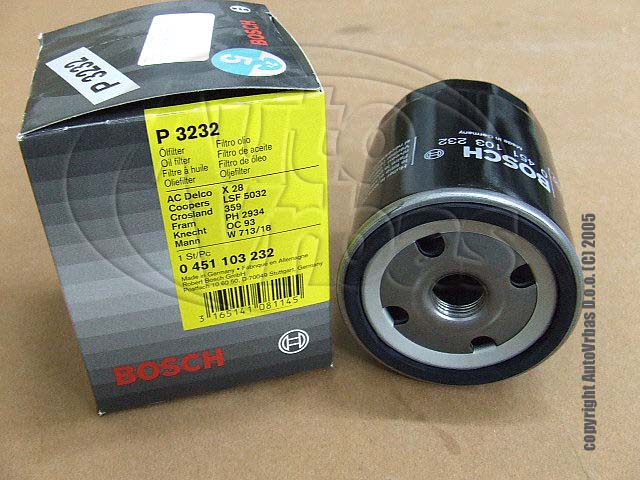 P 3232
5
P 3232
Ölfilter
Oil filter
Filtre à huile
Oliefilter
Filtro olio
Filtro de aceite
Filtro de óleo
Oljefilter
AC Delco X 28
Coopers LSF 5032
Crosland 359
Fram PH 2934
Knecht OC 93
Mann W 713/18
1 St/Pc
0 451 103 232
Made in Germany • Fabriqué en Allemagne
Robert Bosch GmbH
Postfach 10 60 50, D-70049 Stuttgart, Germany
3 165141 081145
BOSCH
BOSCH
0 451 103 232
Made in Germany
copyright AutoVrhas D.o.o. (C) 2005